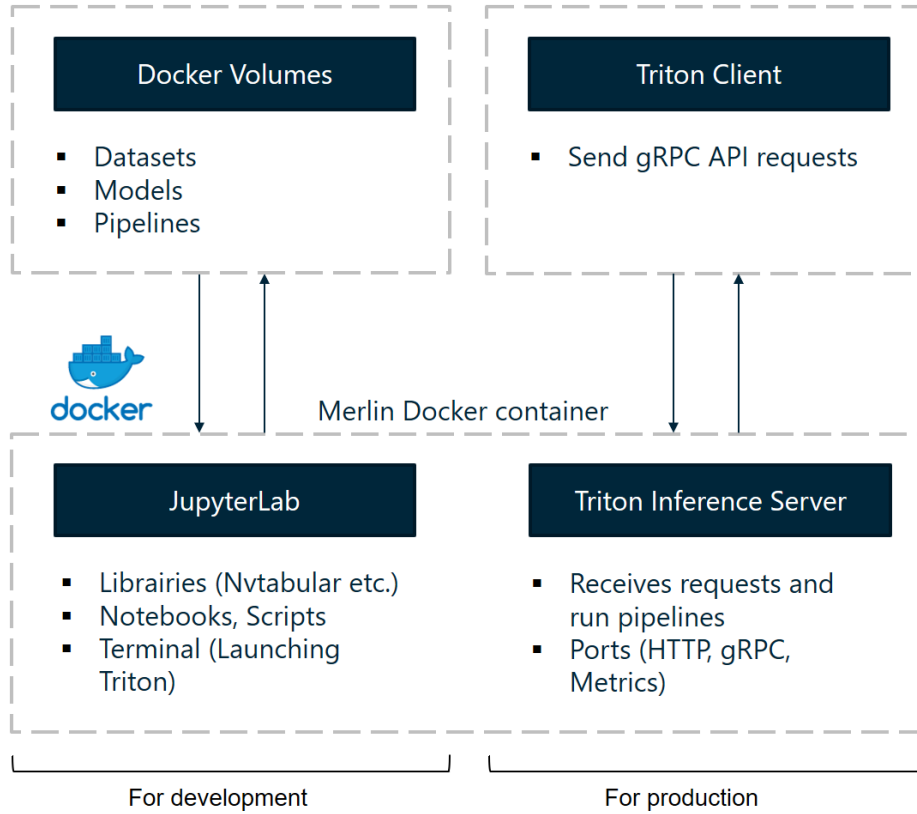 Docker Volumes
▪ Datasets
▪ Models
▪ Pipelines
Triton Client
▪ Send gRPC API requests
docker
Merlin Docker container
JupyterLab
▪ Librairies (Nvtabular etc.)
▪ Notebooks, Scripts
▪ Terminal (Launching
Triton)
Triton Inference Server
▪ Receives requests and
run pipelines
▪ Ports (HTTP, gRPC,
Metrics)
For development
For production